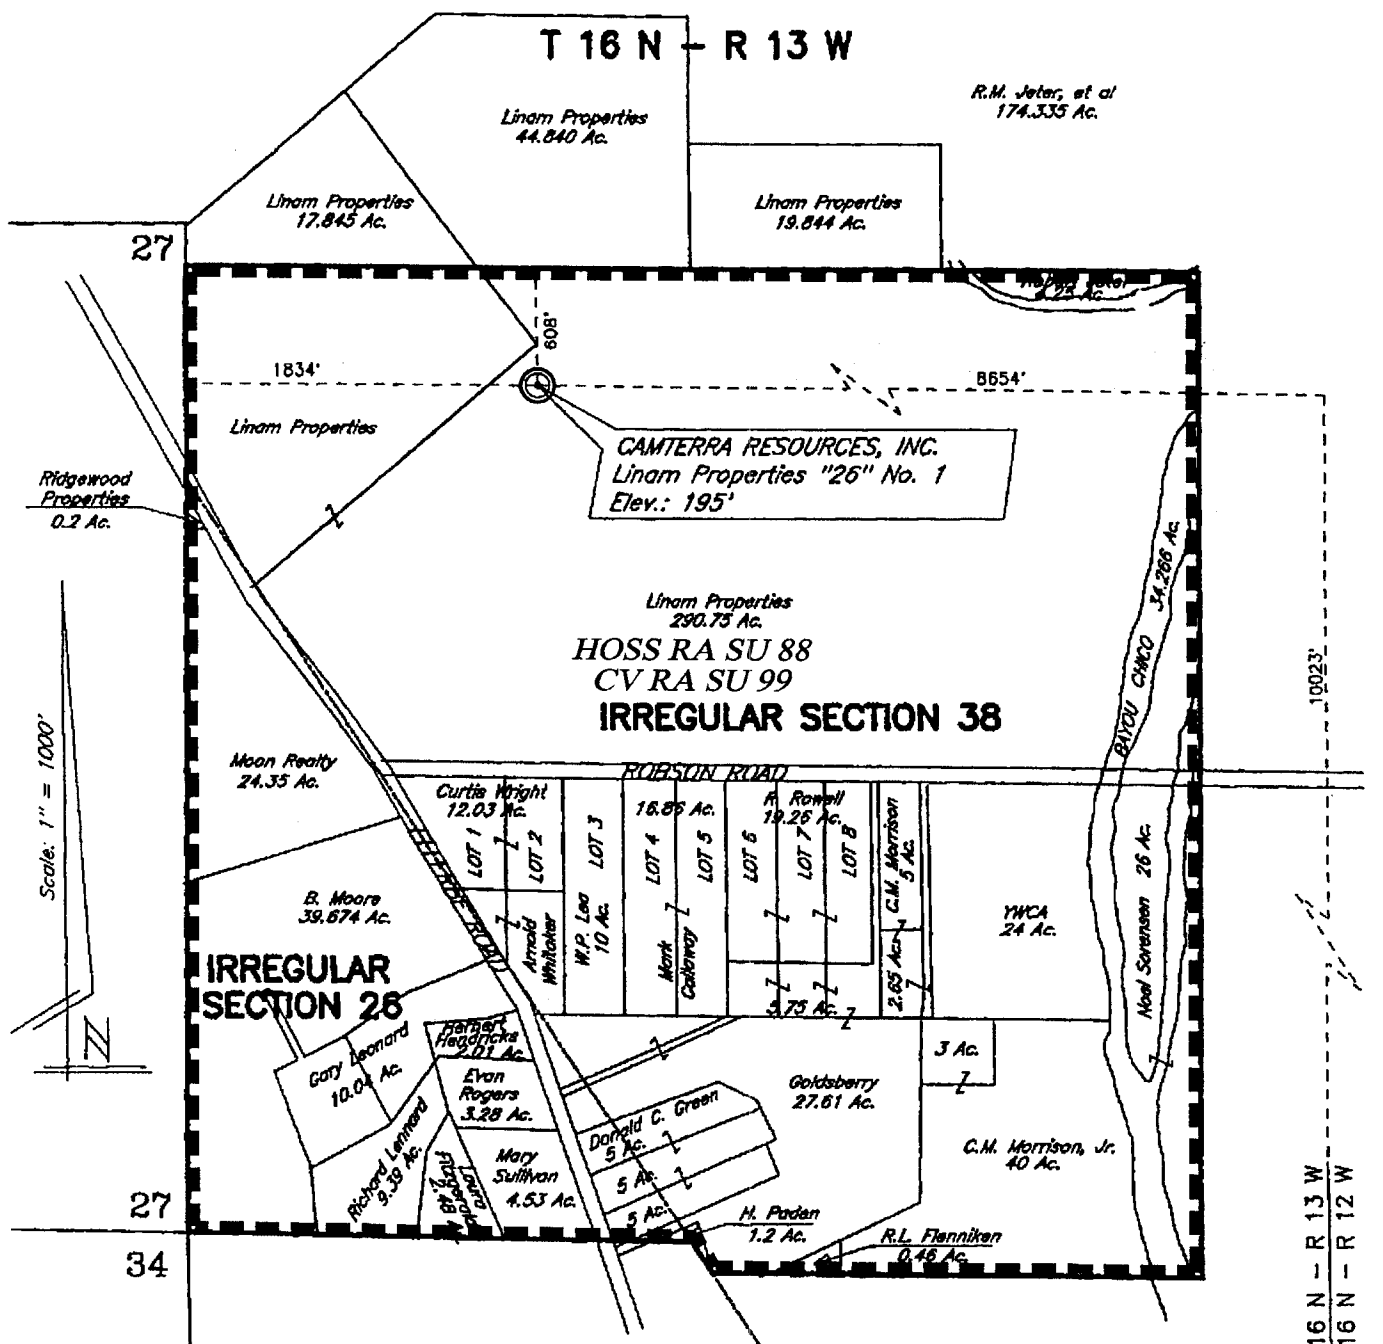 T 16 N - R 13 W
R.M. Jeter, et al
174.335 Ac.
Linam Properties
44.840 Ac.
Linam Properties
17.845 Ac.
Linam Properties
19.844 Ac.
27
4.25 Ac.
608'
1834'
8654'
Linam Properties
CAMTERRA RESOURCES, INC.
Linam Properties "26" No. 1
Elev.: 195'
Ridgewood
Properties
0.2 Ac.
BAYOU CHICO 34.266 Ac.
Linam Properties
290.75 Ac.
HOSS RA SU 88
CV RA SU 99
IRREGULAR SECTION 38
10023'
Scale: 1" = 1000'
Moon Realty
24.35 Ac.
ROBSON ROAD
Curtis Wright
12.03 Ac.
16.86 Ac.
R. Rowell
19.26 Ac.
LOT 1
LOT 2
LOT 3
LOT 4
LOT 5
LOT 6
LOT 7
LOT 8
C.M. Morrison
5 Ac.
B. Moore
39.674 Ac.
ROAD
Arnold
Whitaker
W.P. Lea
10 Ac.
Mark
Callaway
2.65 Ac.
5.75 Ac.
YWCA
24 Ac.
Noel Sorensen 26 Ac.
IRREGULAR
SECTION 26
N
Gary Leonard
10.04 Ac.
Herbert
Hendricks
2.01 Ac.
Evan
Rogers
3.28 Ac.
3 Ac.
Goldsberry
27.61 Ac.
Donald C. Green
5 Ac.
5 Ac.
5 Ac.
Richard Lennard
9.39 Ac.
Mary
Sullivan
4.53 Ac.
C.M. Morrison, Jr.
40 Ac.
H. Paden
1.2 Ac.
R.L. Flenniken
0.46 Ac.
27
34
16 N - R 13 W
16 N - R 12 W